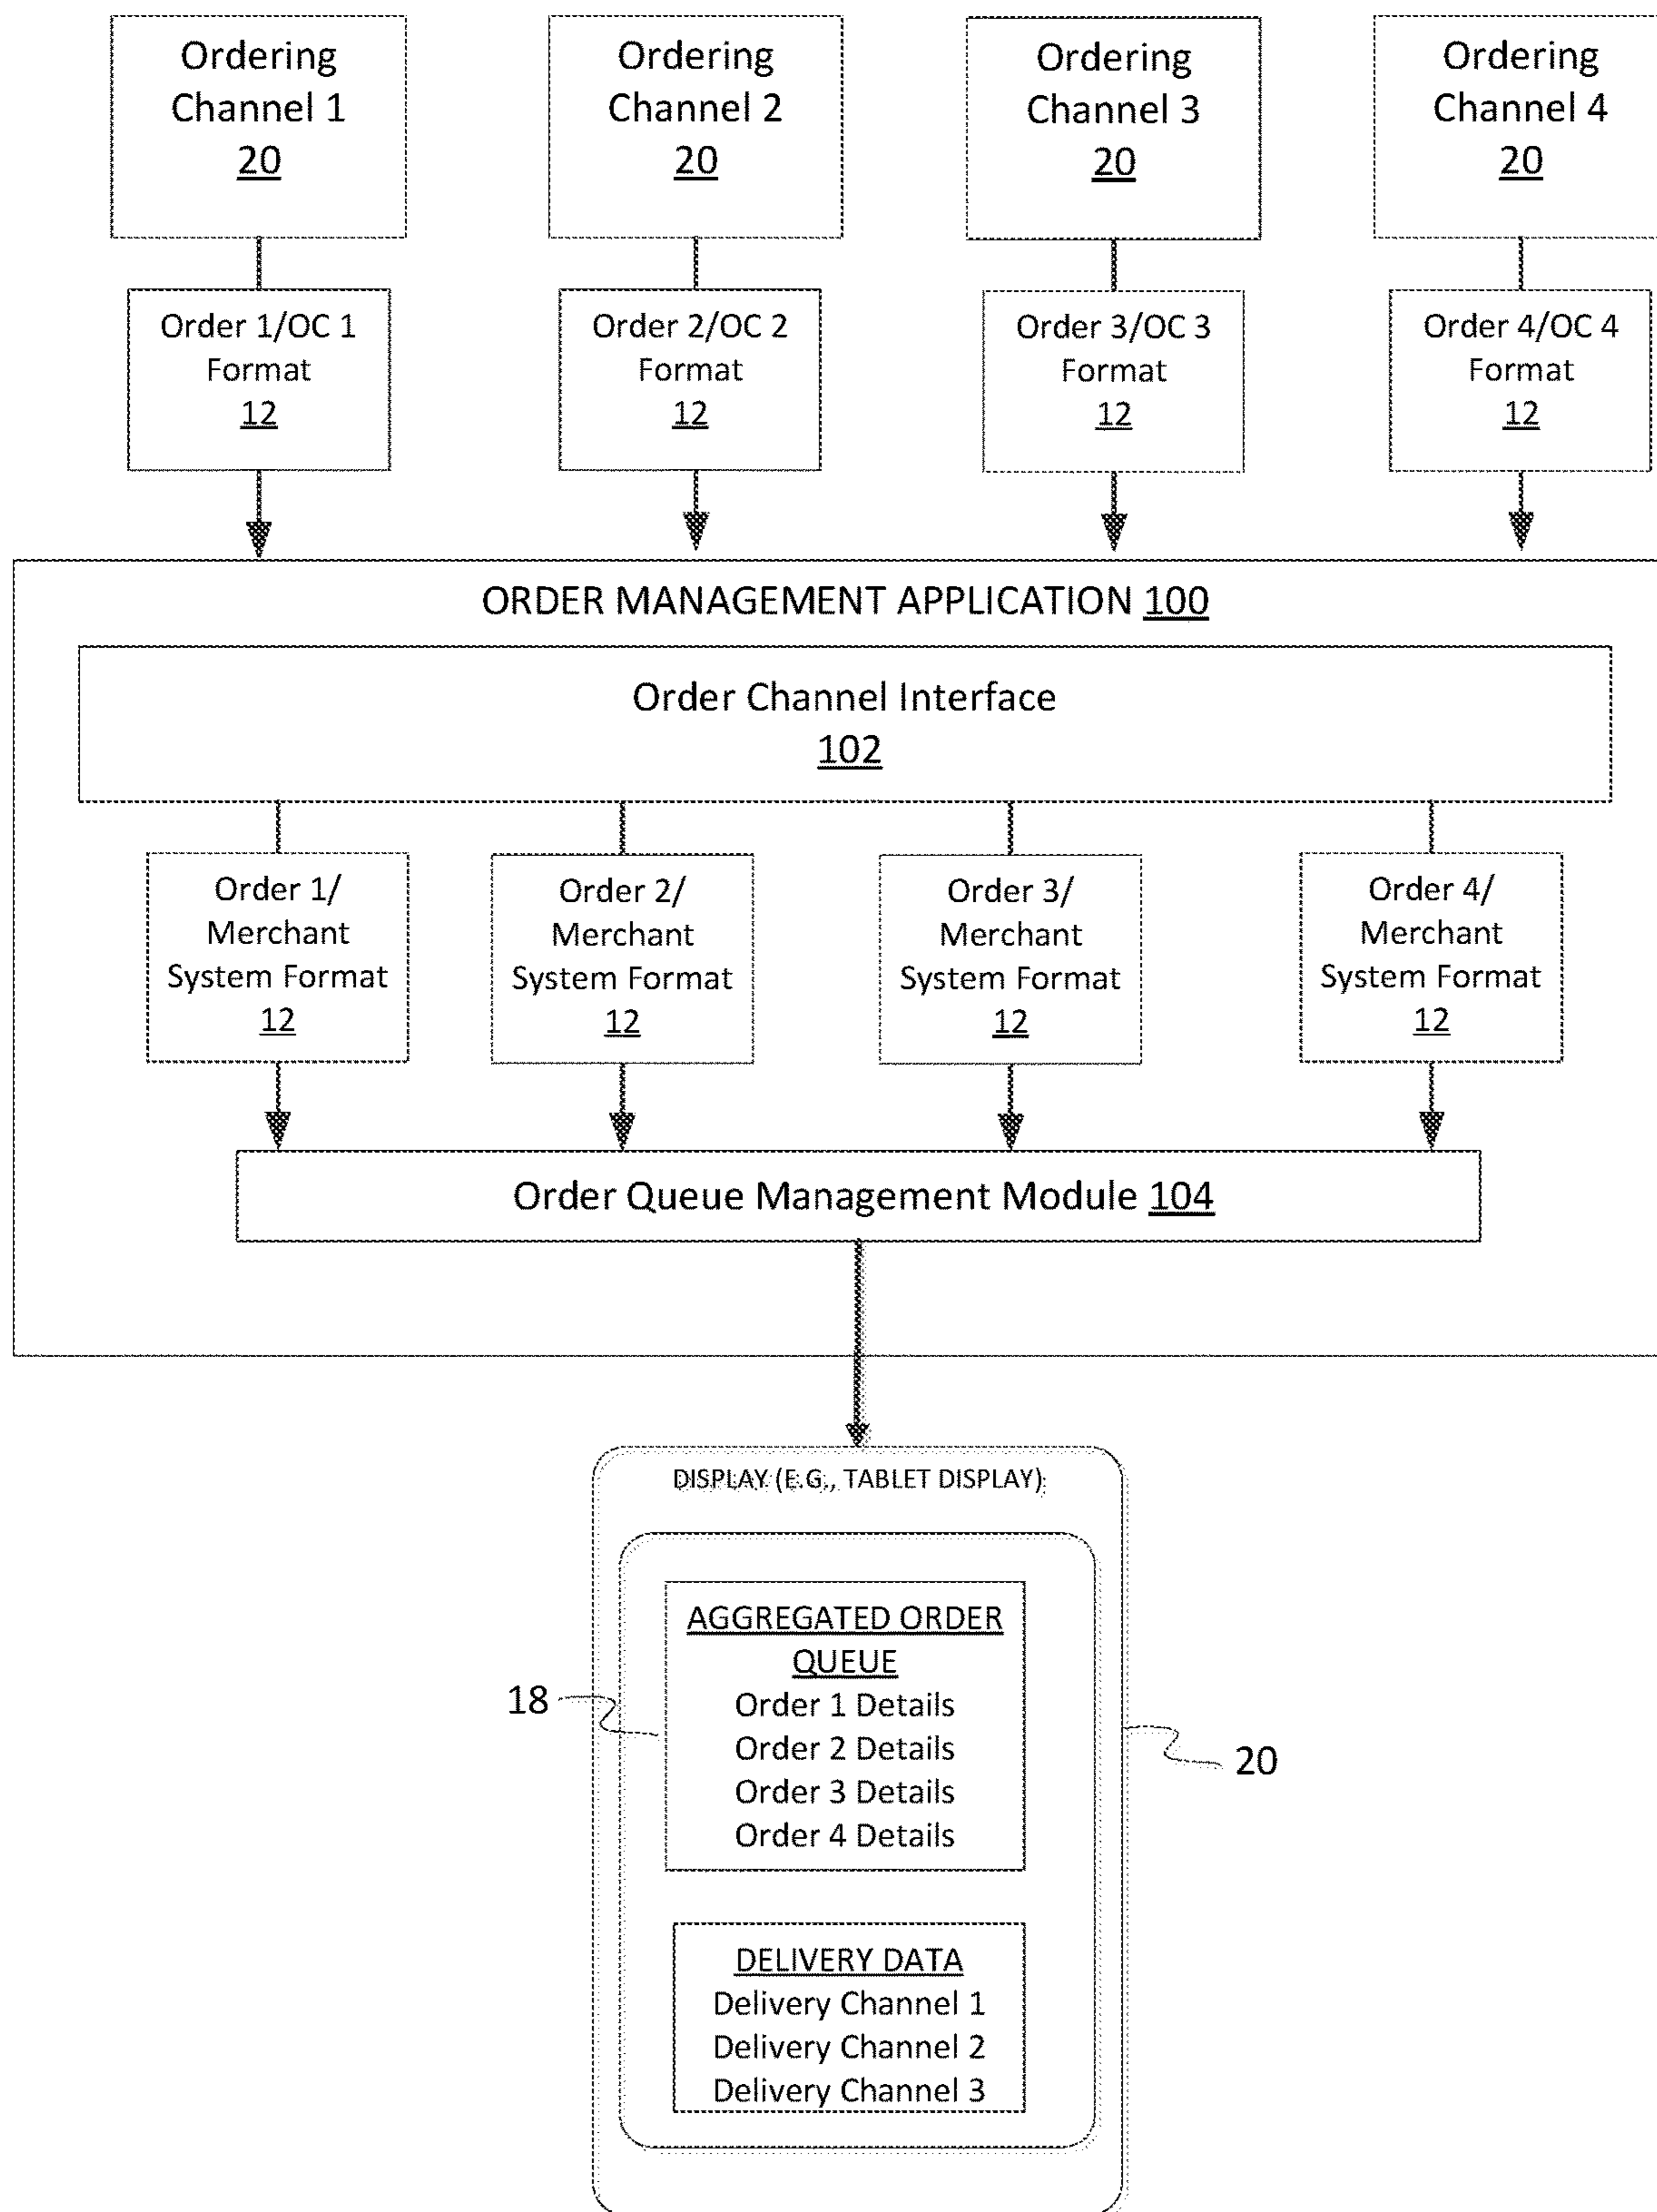 Ordering
Channel 1
20
Ordering
Channel 2
20
Ordering
Channel 3
20
Ordering
Channel 4
20
Order 1/OC 1
Format
12
Order 2/OC 2
Format
12
Order 3/OC 3
Format
12
Order 4/OC 4
Format
12
ORDER MANAGEMENT APPLICATION 100
Order Channel Interface
102
Order 1/
Merchant
System Format
12
Order 2/
Merchant
System Format
12
Order 3/
Merchant
System Format
12
Order 4/
Merchant
System Format
12
Order Queue Management Module 104
DISPLAY (E.G., TABLET DISPLAY)
AGGREGATED ORDER
QUEUE
Order 1 Details
Order 2 Details
Order 3 Details
Order 4 Details
18
20
DELIVERY DATA
Delivery Channel 1
Delivery Channel 2
Delivery Channel 3